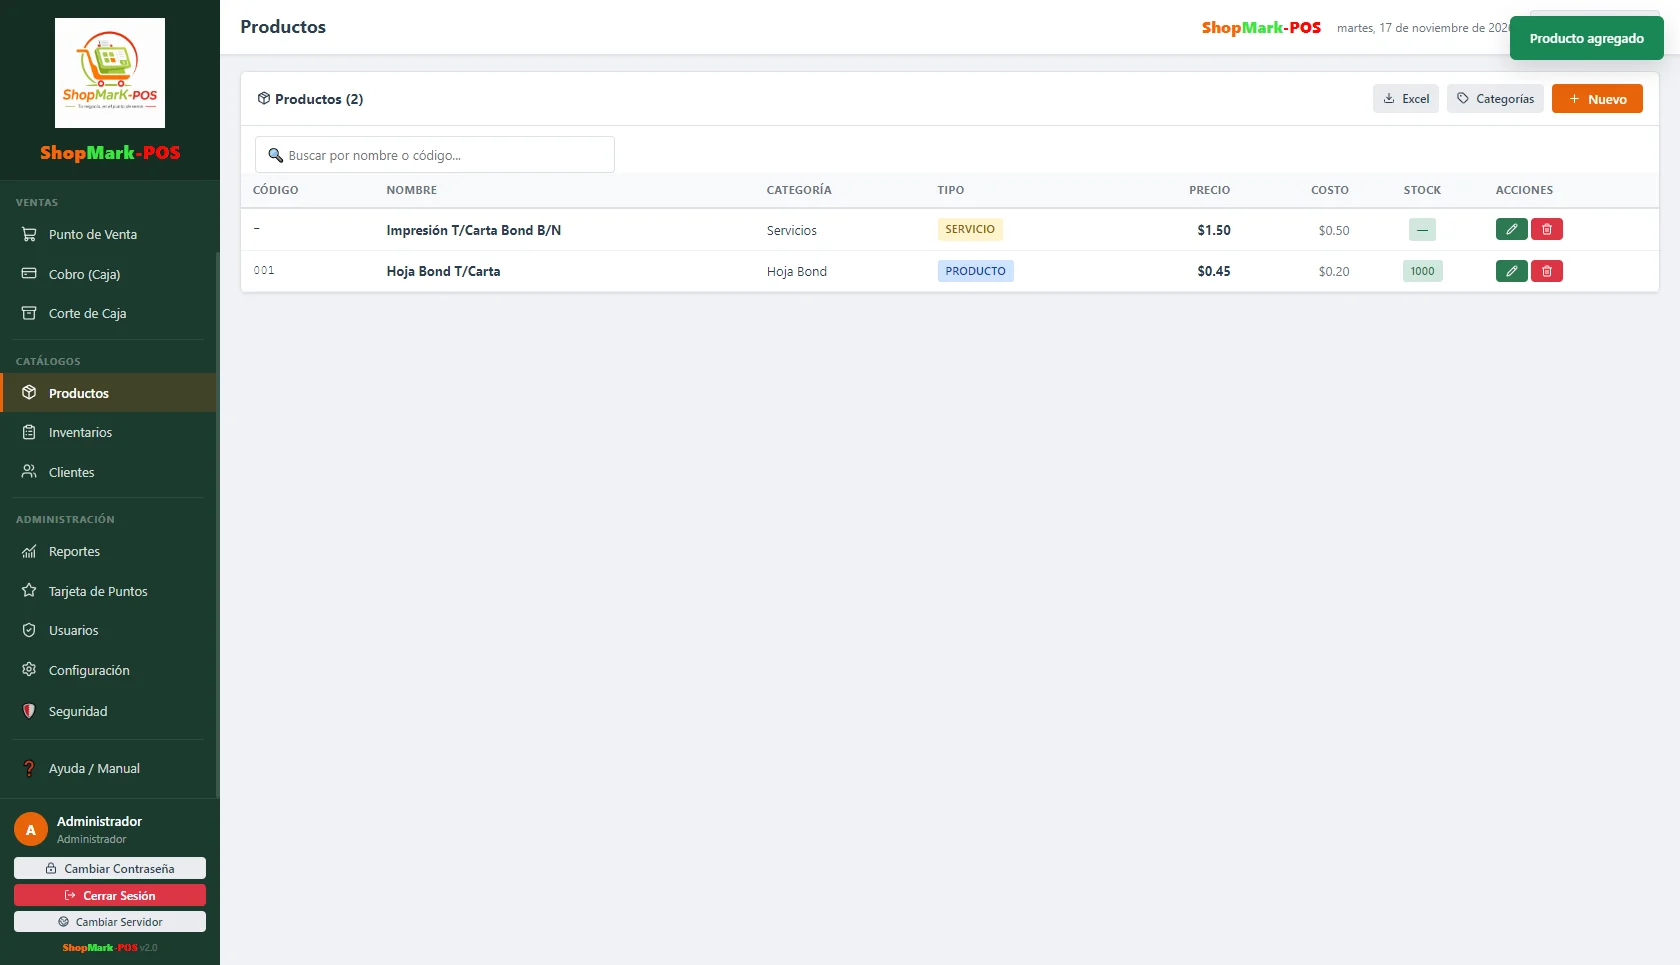 ShopMarK-POS
ShopMark-POS
VENTAS
Punto de Venta
Cobro (Caja)
Corte de Caja
CATÁLOGOS
Productos
Inventarios
Clientes
ADMINISTRACIÓN
Reportes
Tarjeta de Puntos
Usuarios
Configuración
Seguridad
Ayuda / Manual
A
Administrador
Administrador
Cambiar Contraseña
Cerrar Sesión
Cambiar Servidor
ShopMark-POS v2.0
Productos
ShopMark-POS martes, 17 de noviembre de
Producto agregado
Productos (2)
Excel Categorías + Nuevo
Buscar por nombre o código...
CÓDIGO NOMBRE CATEGORÍA TIPO PRECIO COSTO STOCK ACCIONES
– Impresión T/Carta Bond B/N Servicios SERVICIO $1.50 $0.50 —
001 Hoja Bond T/Carta Hoja Bond PRODUCTO $0.45 $0.20 1000